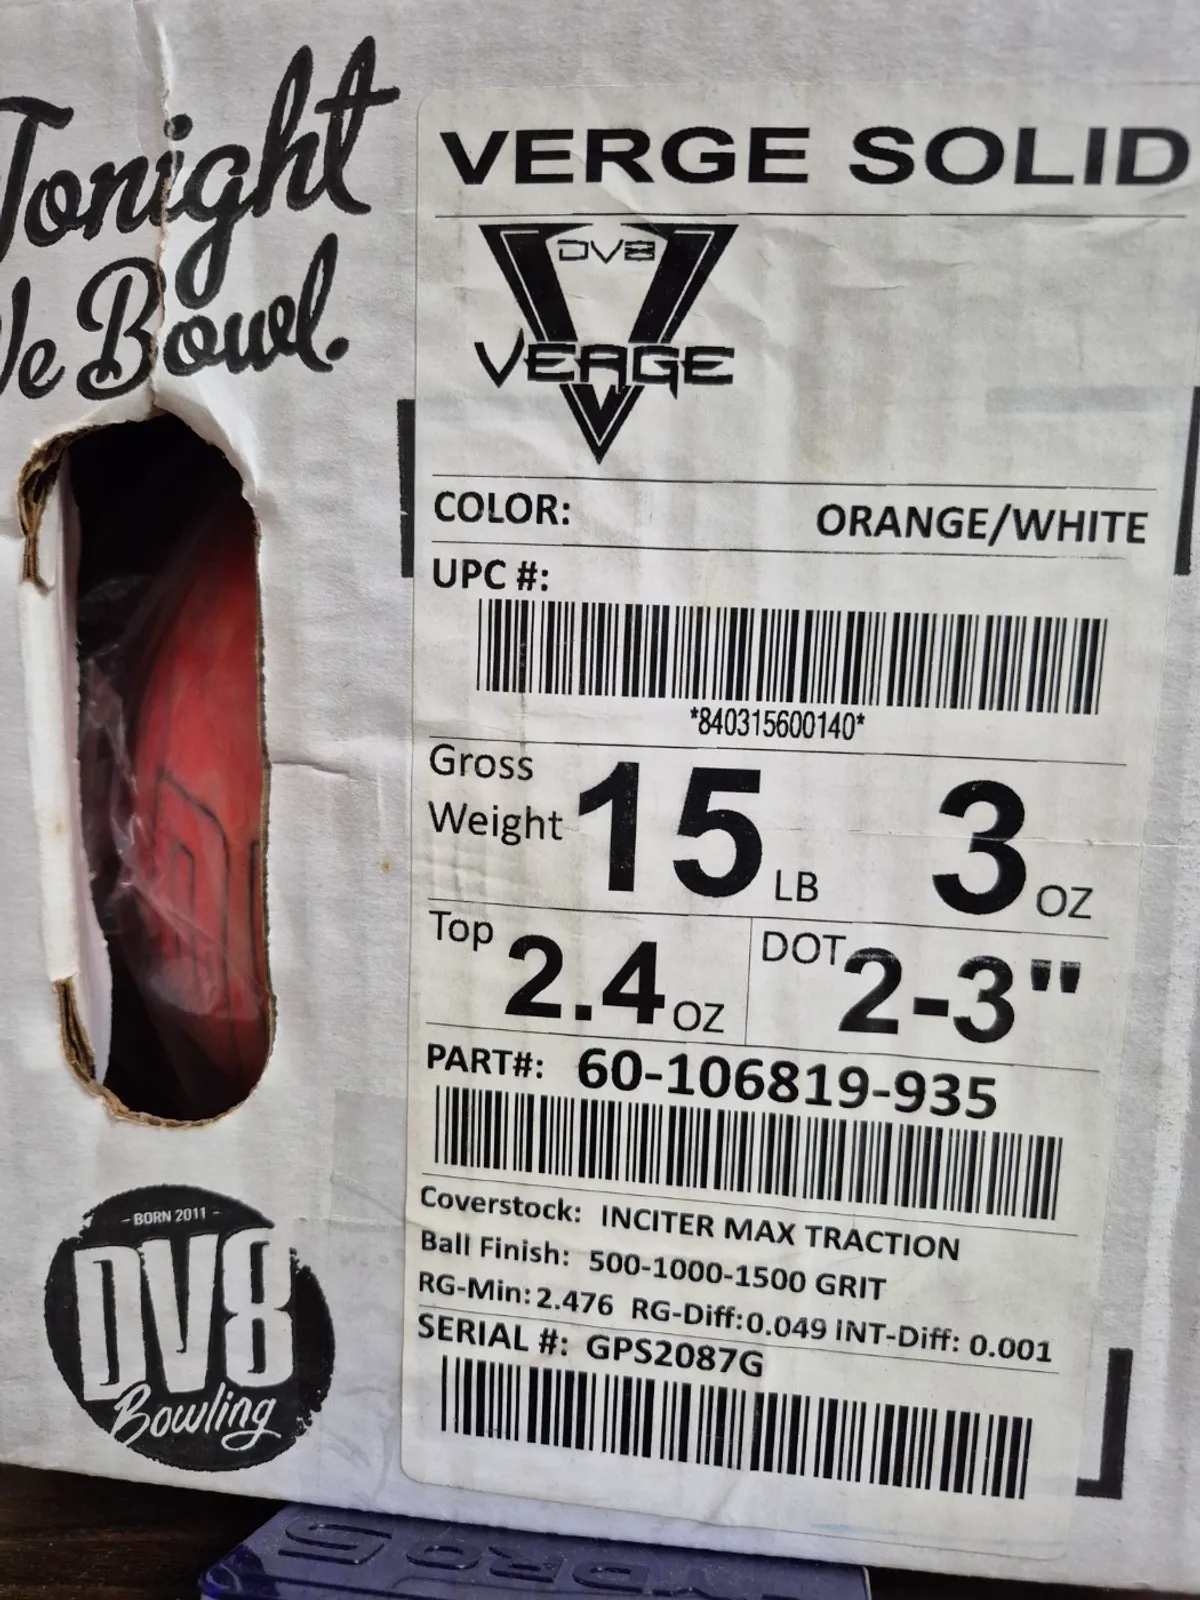 Tonight
We Bowl.
VERGE SOLID
DV8
VERGE
COLOR: ORANGE/WHITE
UPC #:
*840315600140*
Gross
Weight 15 LB 3 OZ
Top 2.4 OZ DOT 2-3"
PART#: 60-106819-935
Coverstock: INCITER MAX TRACTION
Ball Finish: 500-1000-1500 GRIT
RG-Min: 2.476 RG-Diff: 0.049 INT-Diff: 0.001
SERIAL #: GPS2087G
- BORN 2011 -
DV8
Bowling